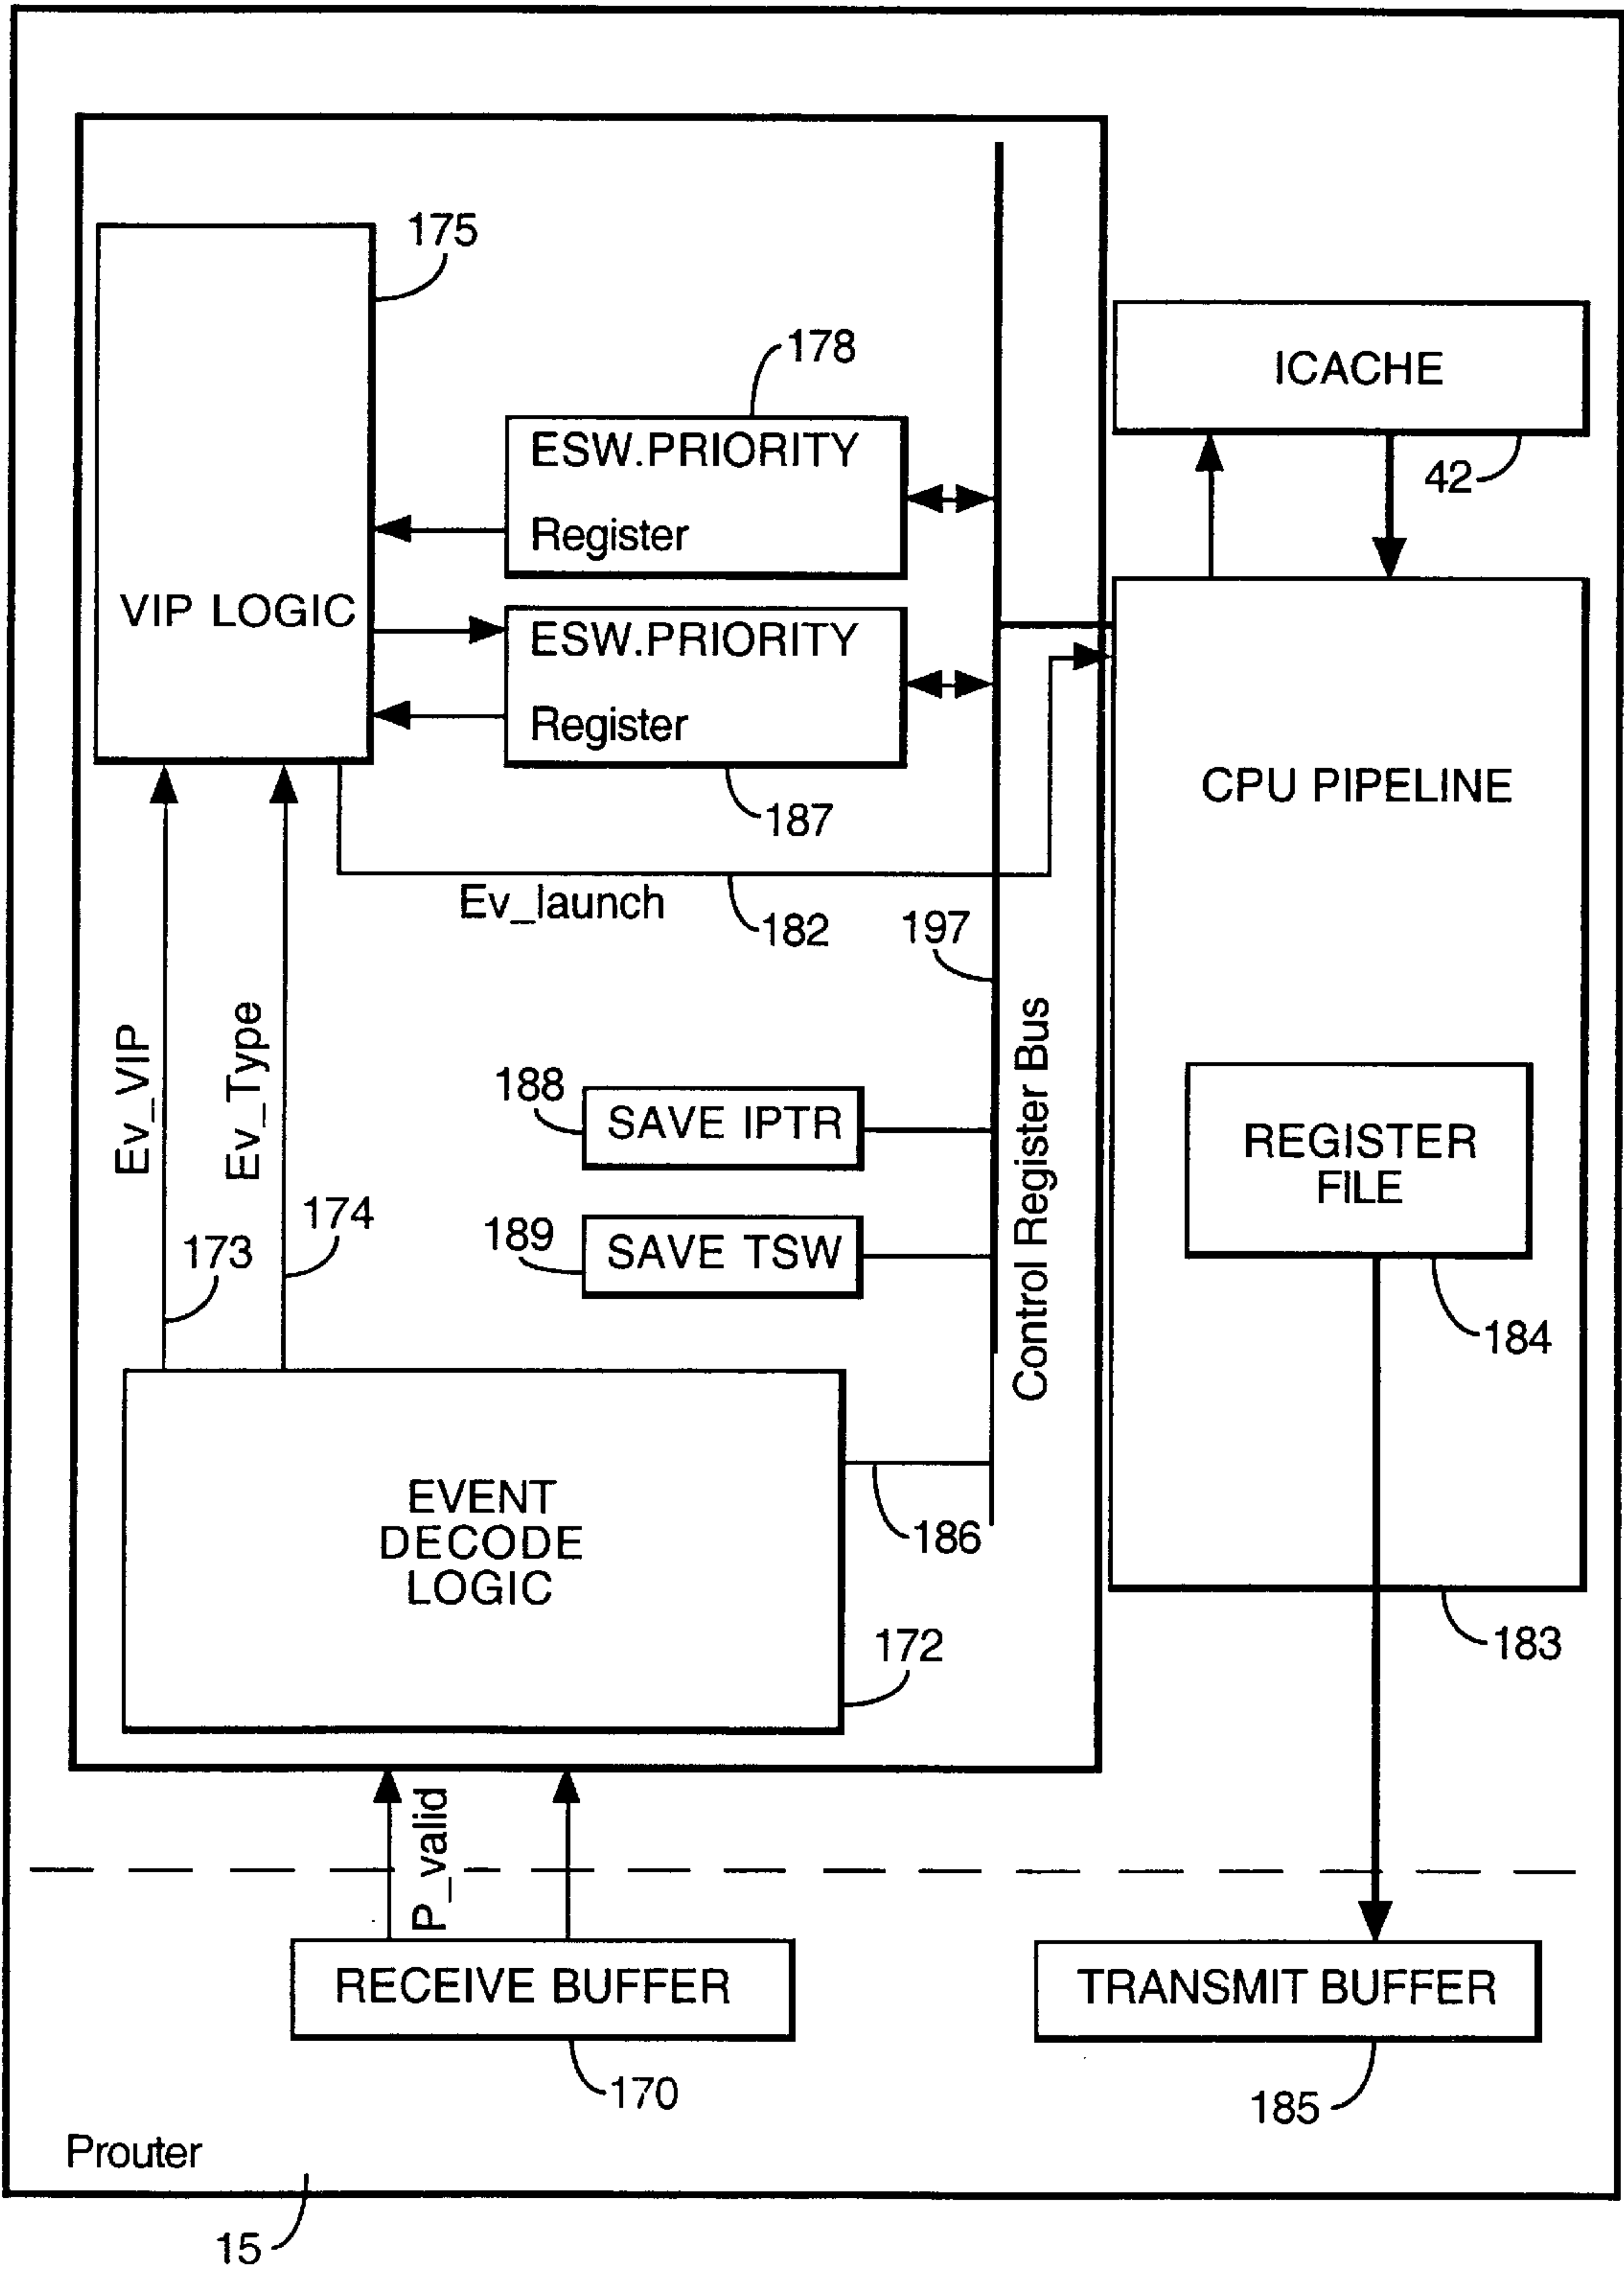 175
178
ICACHE
ESW.PRIORITY
Register
42
VIP LOGIC
ESW.PRIORITY
Register
187
CPU PIPELINE
Ev_launch
182
197
Ev_VIP
Ev_Type
Control Register Bus
188
SAVE IPTR
REGISTER
FILE
174
189
173
SAVE TSW
184
EVENT
DECODE
LOGIC
186
172
183
P_valid
RECEIVE BUFFER
TRANSMIT BUFFER
170
185
Prouter
15